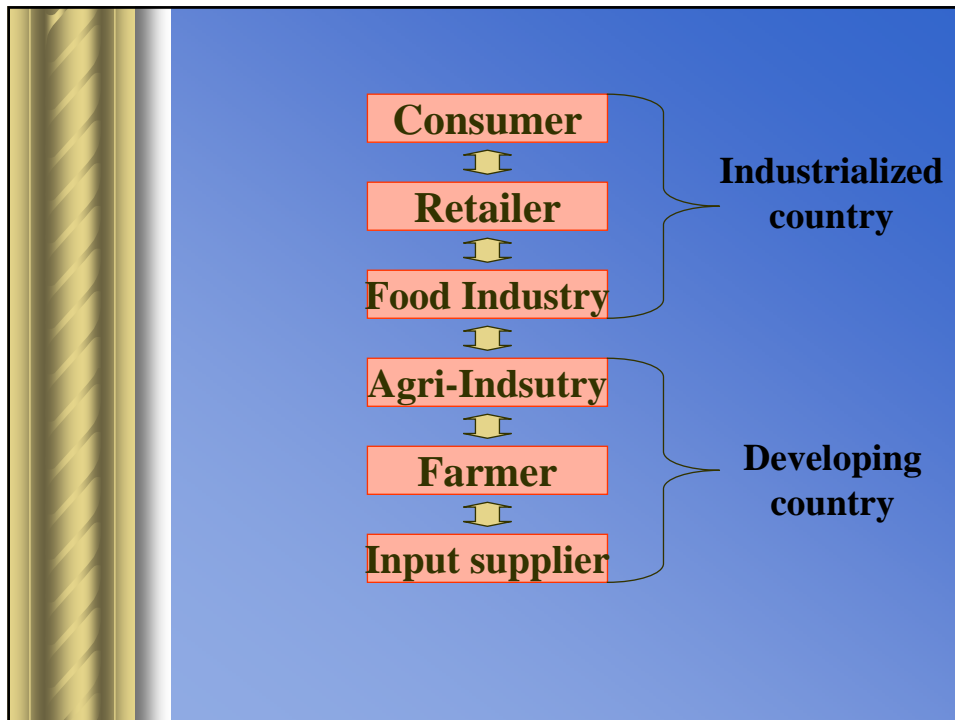 Consumer
Retailer
Food Industry
Industrialized
country
Agri-Indsutry
Farmer
Input supplier
Developing
country